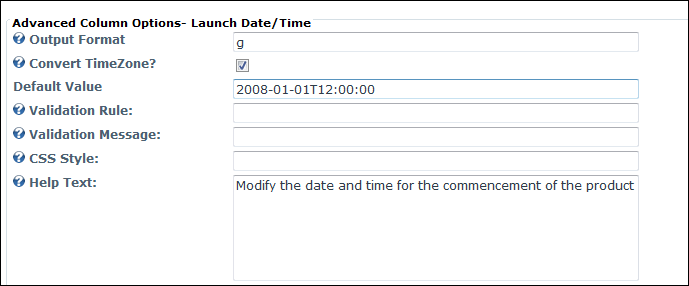 Advanced Column Options- Launch Date/Time
Output Format g
Convert TimeZone?
Default Value 2008-01-01T12:00:00
Validation Rule:
Validation Message:
CSS Style:
Help Text: Modify the date and time for the commencement of the product